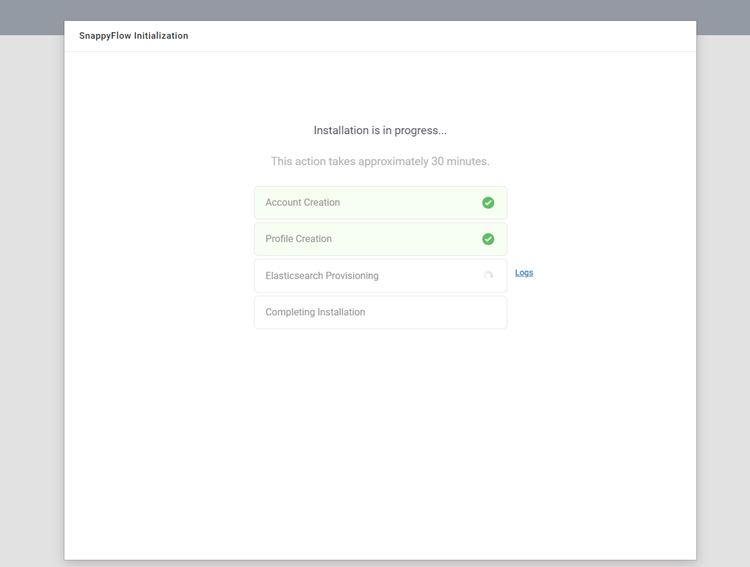 SnappyFlow Initialization
Installation is in progress...
This action takes approximately 30 minutes.
Account Creation
Profile Creation
Elasticsearch Provisioning
Logs
Completing Installation